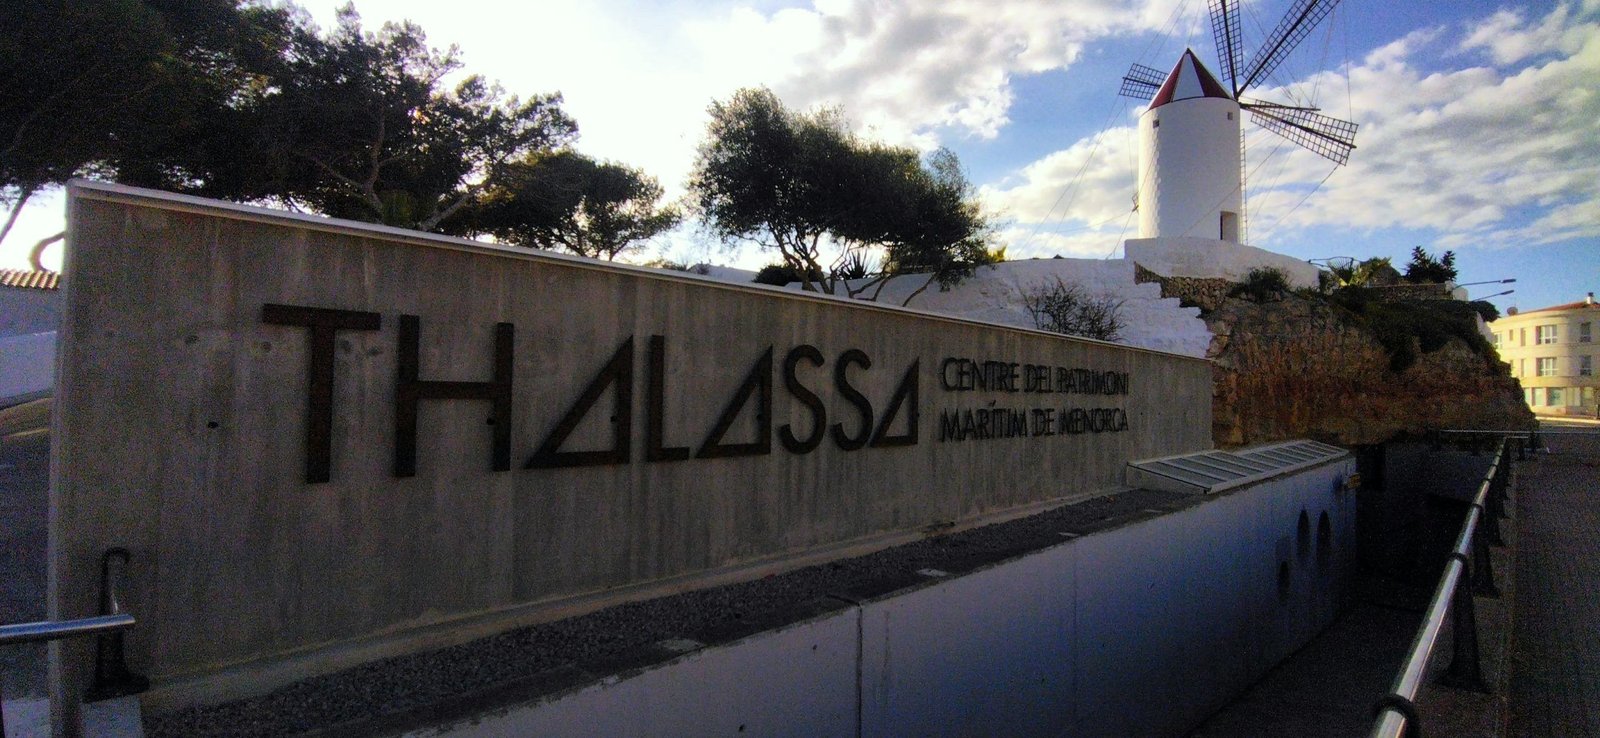 THALASSA
CENTRE DEL PATRIMONI
MARÍTIM DE MENORCA